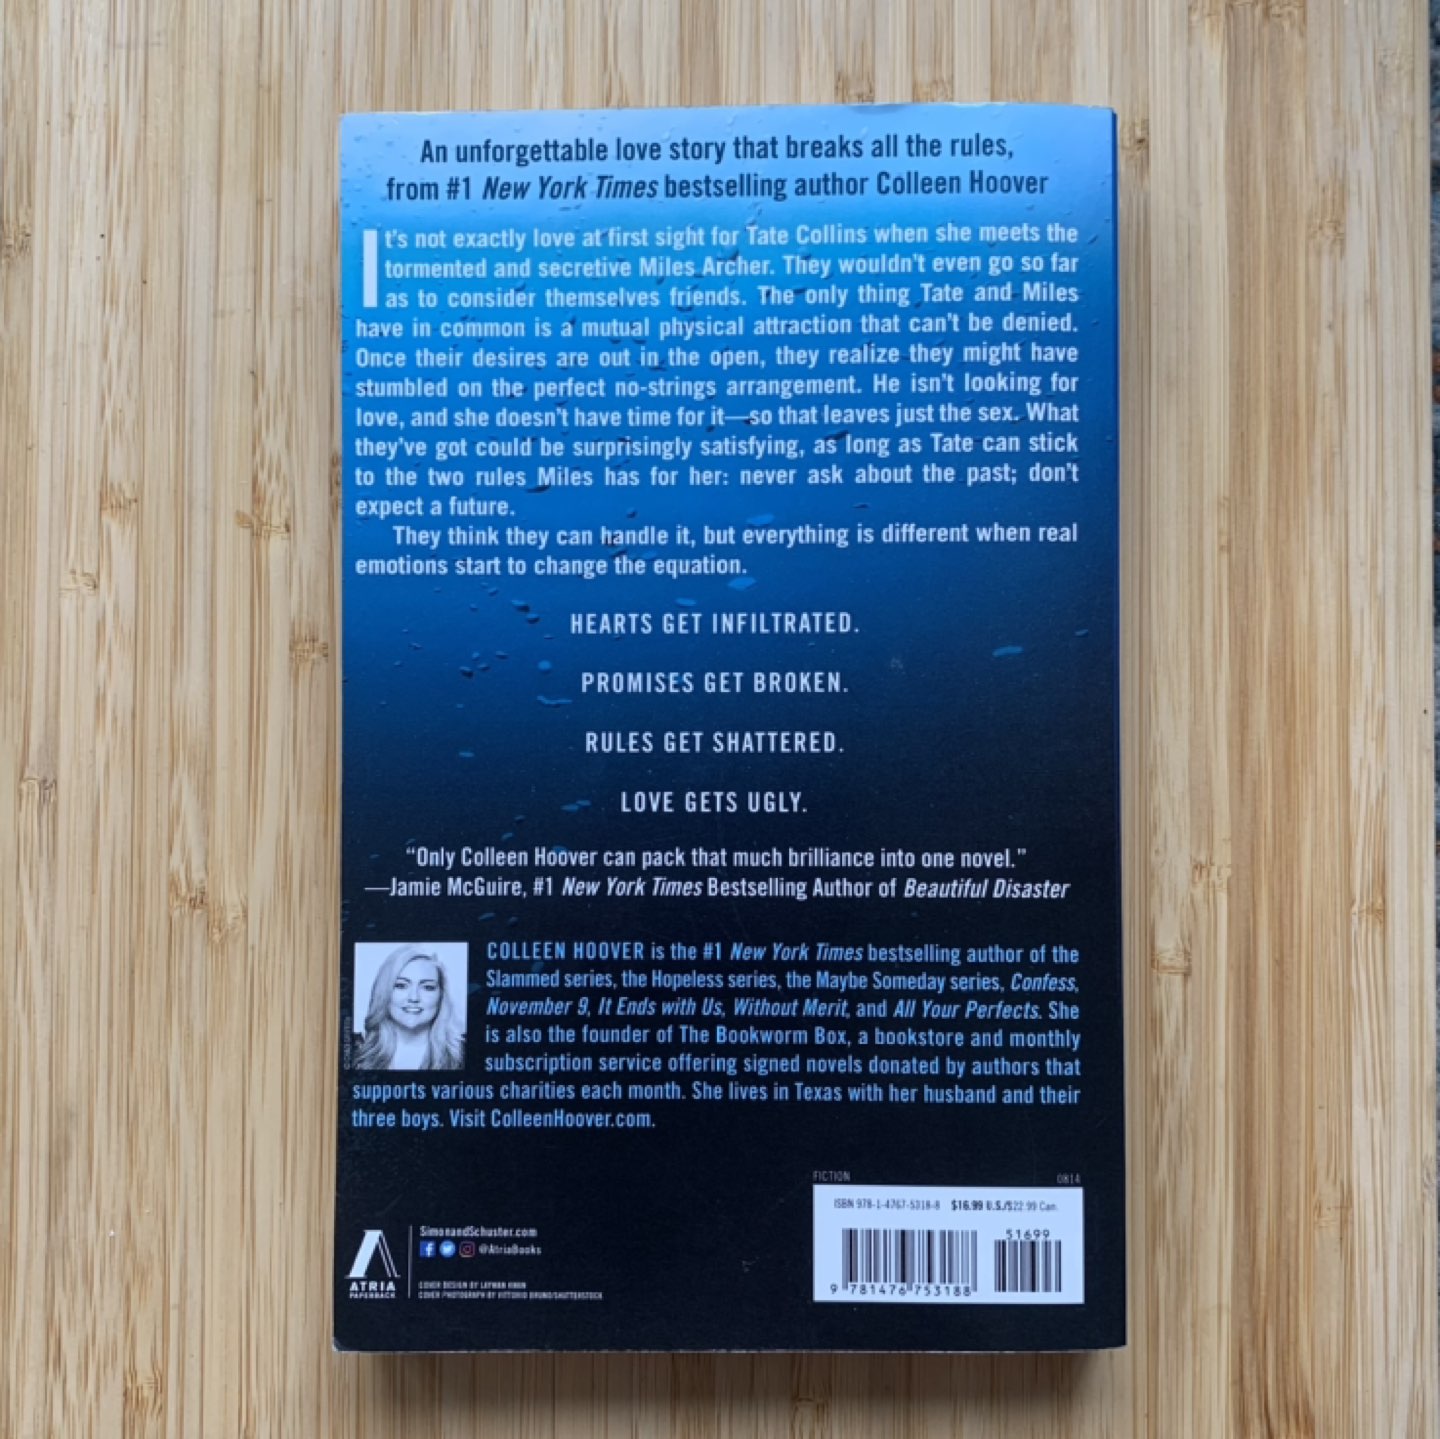 An unforgettable love story that breaks all the rules,
from #1 New York Times bestselling author Colleen Hoover
It's not exactly love at first sight for Tate Collins when she meets the
tormented and secretive Miles Archer. They wouldn't even go so far
as to consider themselves friends. The only thing Tate and Miles
have in common is a mutual physical attraction that can't be denied.
Once their desires are out in the open, they realize they might have
stumbled on the perfect no-strings arrangement. He isn't looking for
love, and she doesn't have time for it—so that leaves just the sex. What
they've got could be surprisingly satisfying, as long as Tate can stick
to the two rules Miles has for her: never ask about the past; don't
expect a future.
They think they can handle it, but everything is different when real
emotions start to change the equation.
HEARTS GET INFILTRATED.
PROMISES GET BROKEN.
RULES GET SHATTERED.
LOVE GETS UGLY.
“Only Colleen Hoover can pack that much brilliance into one novel.”
—Jamie McGuire, #1 New York Times Bestselling Author of Beautiful Disaster
COLLEEN HOOVER is the #1 New York Times bestselling author of the
Slammed series, the Hopeless series, the Maybe Someday series, Confess,
November 9, It Ends with Us, Without Merit, and All Your Perfects. She
is also the founder of The Bookworm Box, a bookstore and monthly
subscription service offering signed novels donated by authors that
supports various charities each month. She lives in Texas with her husband and their
three boys. Visit ColleenHoover.com.
FICTION 0814
ISBN 978-1-4767-5318-8 $16.99 U.S./$22.99 Can.
51699
9 781476 753188
ATRIA
PAPERBACK
SimonandSchuster.com
@AtriaBooks
COVER DESIGN BY
COVER PHOTOGRAPH BY VITTORIO BRUNO/SHUTTERSTOCK